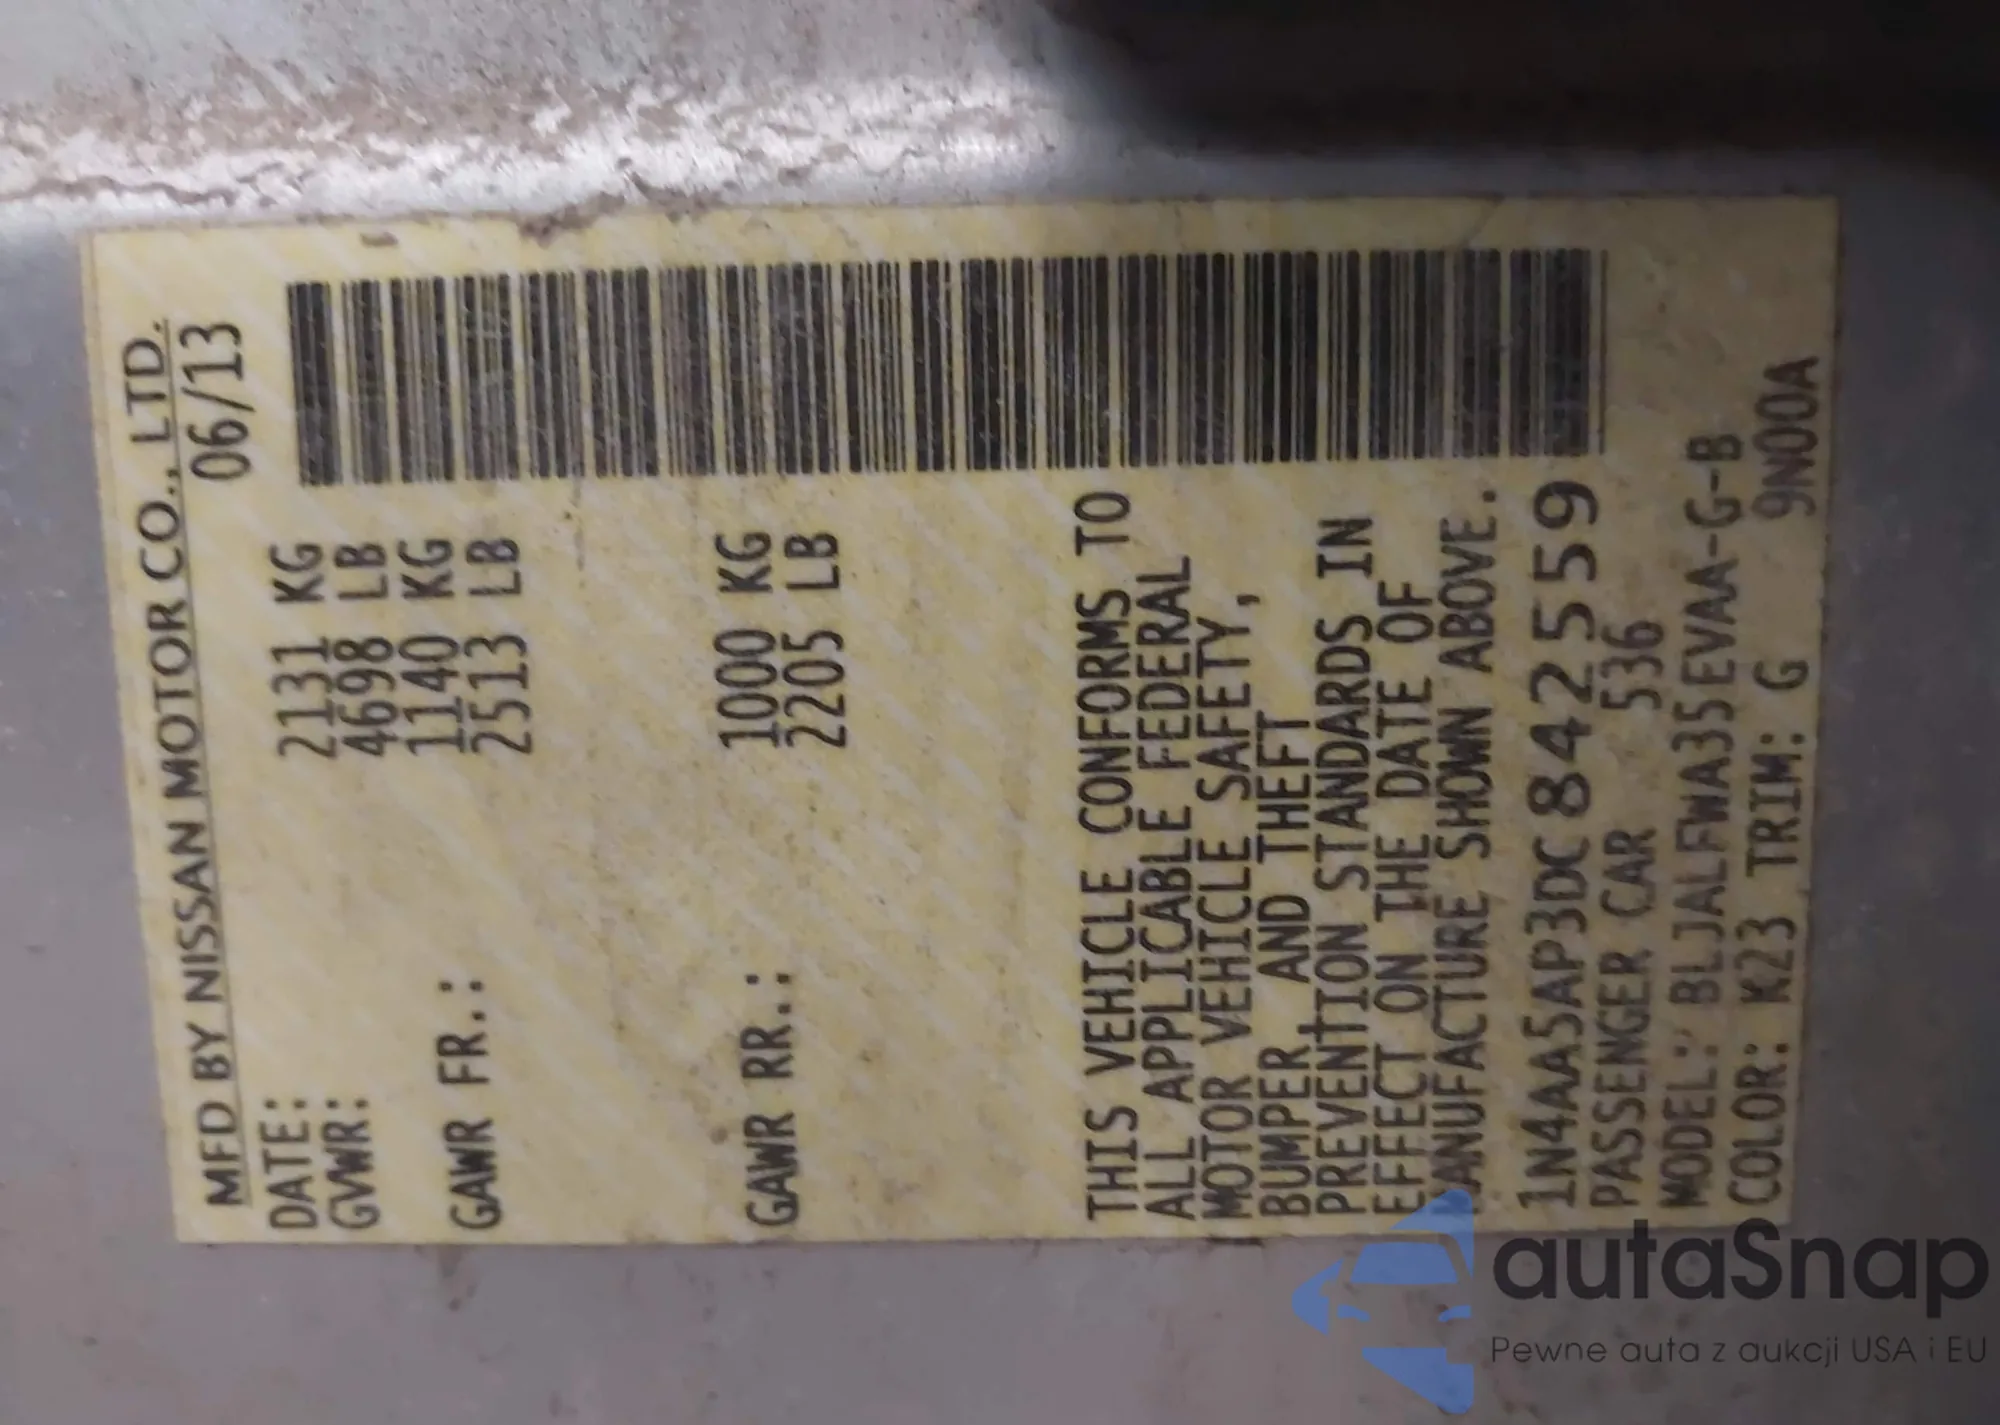 MFD BY NISSAN MOTOR CO., LTD.
DATE: 06/13
GVWR: 2131 KG
4698 LB
GAWR FR.: 1140 KG
2513 LB
GAWR RR.: 1000 KG
2205 LB
THIS VEHICLE CONFORMS TO
ALL APPLICABLE FEDERAL
MOTOR VEHICLE SAFETY,
BUMPER AND THEFT
PREVENTION STANDARDS IN
EFFECT ON THE DATE OF
MANUFACTURE SHOWN ABOVE.
1N4AA5AP3DC842559
PASSENGER CAR 536
MODEL: BLJALFWA35EVAA-G-B
COLOR: K23 TRIM: G 9N00A
autaSnap
Pewne auta z aukcji USA i EU